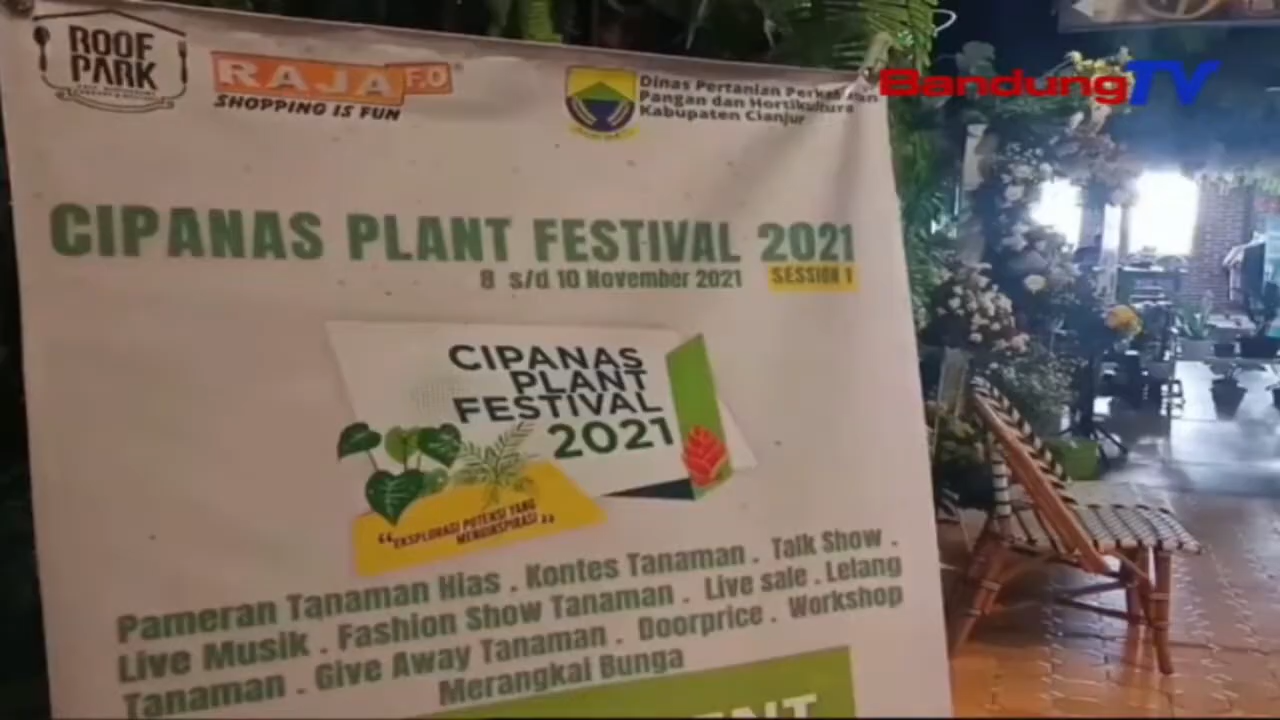 ROOF
PARK
RAJA F.O
SHOPPING IS FUN
Dinas Pertanian Perkebunan
Pangan dan Hortikultura
Kabupaten Cianjur
BandungTV
CIPANAS PLANT FESTIVAL 2021
8 s/d 10 November 2021 SESSION 1
CIPANAS
PLANT
FESTIVAL
2021
"EKSPLORASI POTENSI YANG
MENGINSPIRASI"
Pameran Tanaman Hias . Kontes Tanaman . Talk Show .
Live Musik . Fashion Show Tanaman . Live sale . Lelang
Tanaman . Give Away Tanaman . Doorprice . Workshop
Merangkai Bunga